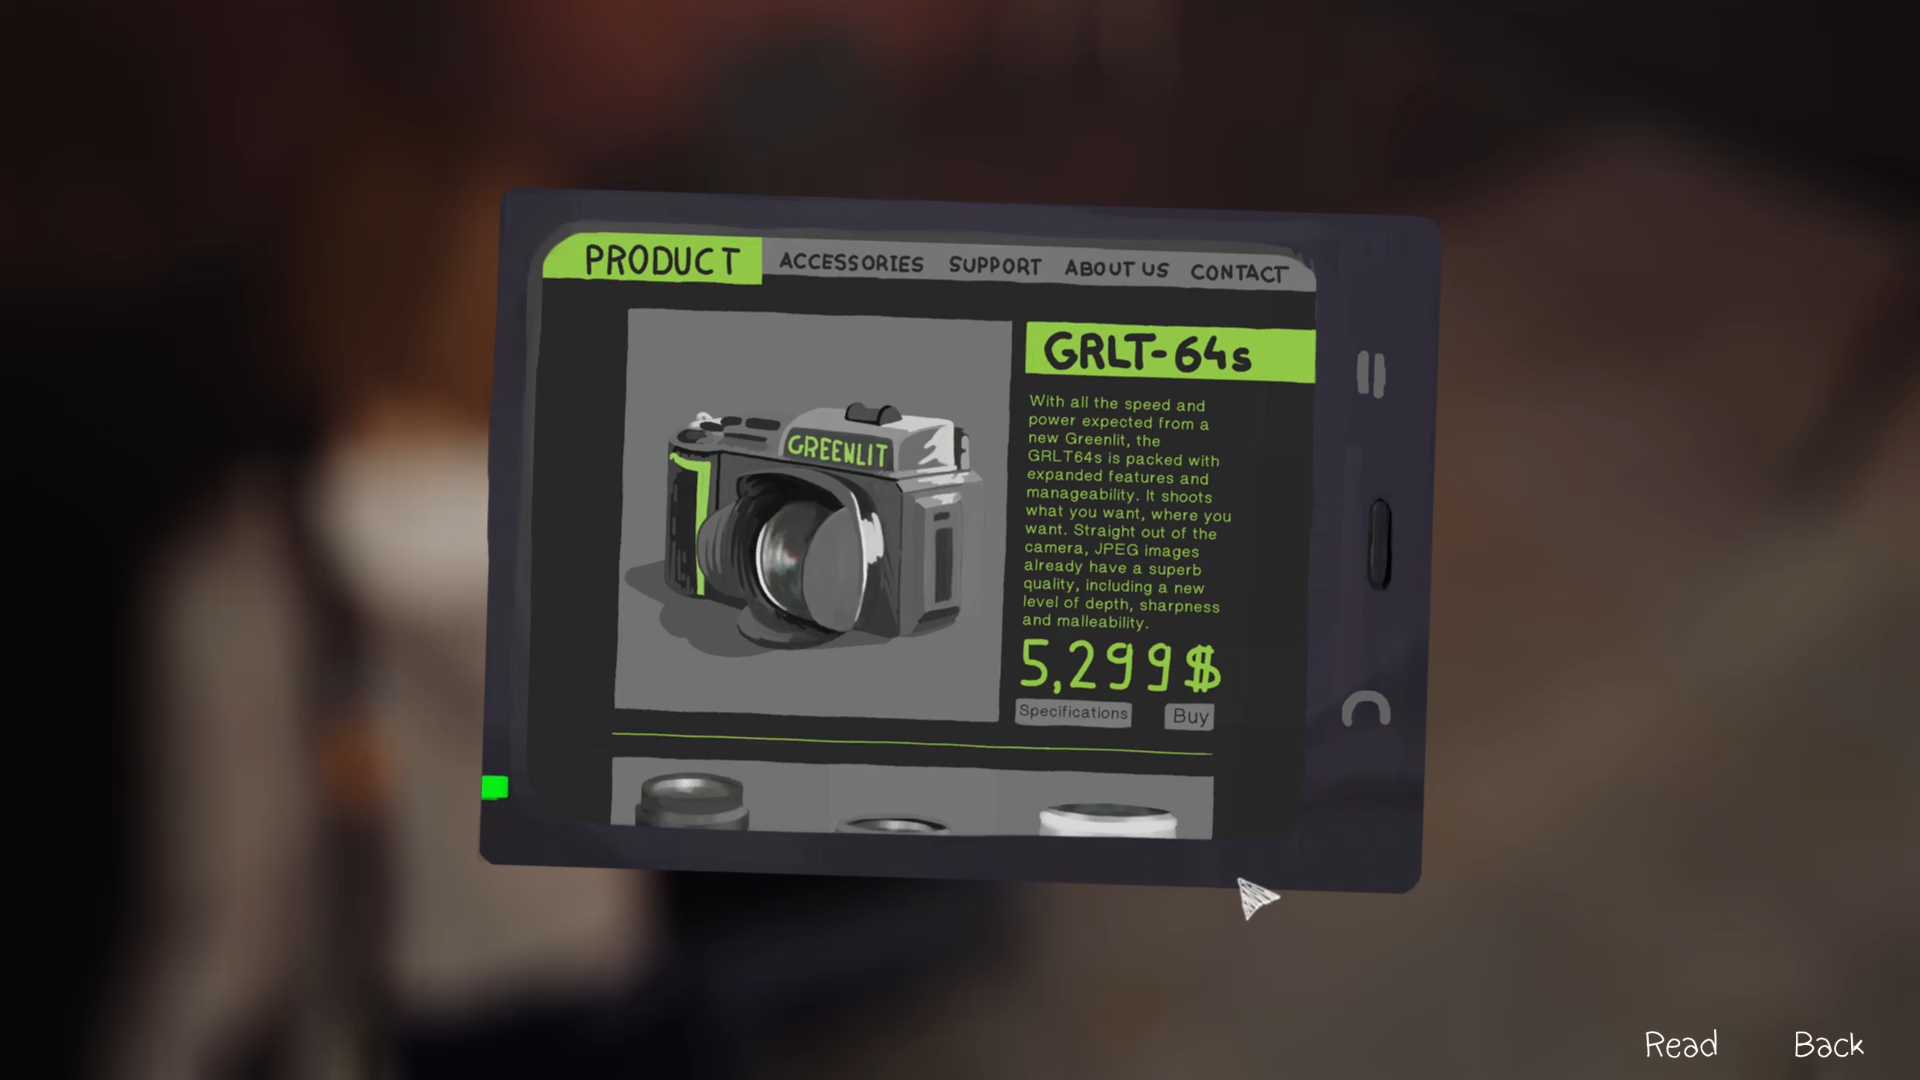 PRODUCT ACCESSORIES SUPPORT ABOUT US CONTACT
GREENLIT
GRLT-64s
With all the speed and
power expected from a
new Greenlit, the
GRLT64s is packed with
expanded features and
manageability. It shoots
what you want, where you
want. Straight out of the
camera, JPEG images
already have a superb
quality, including a new
level of depth, sharpness
and malleability.
5,299$
Specifications Buy
Read Back